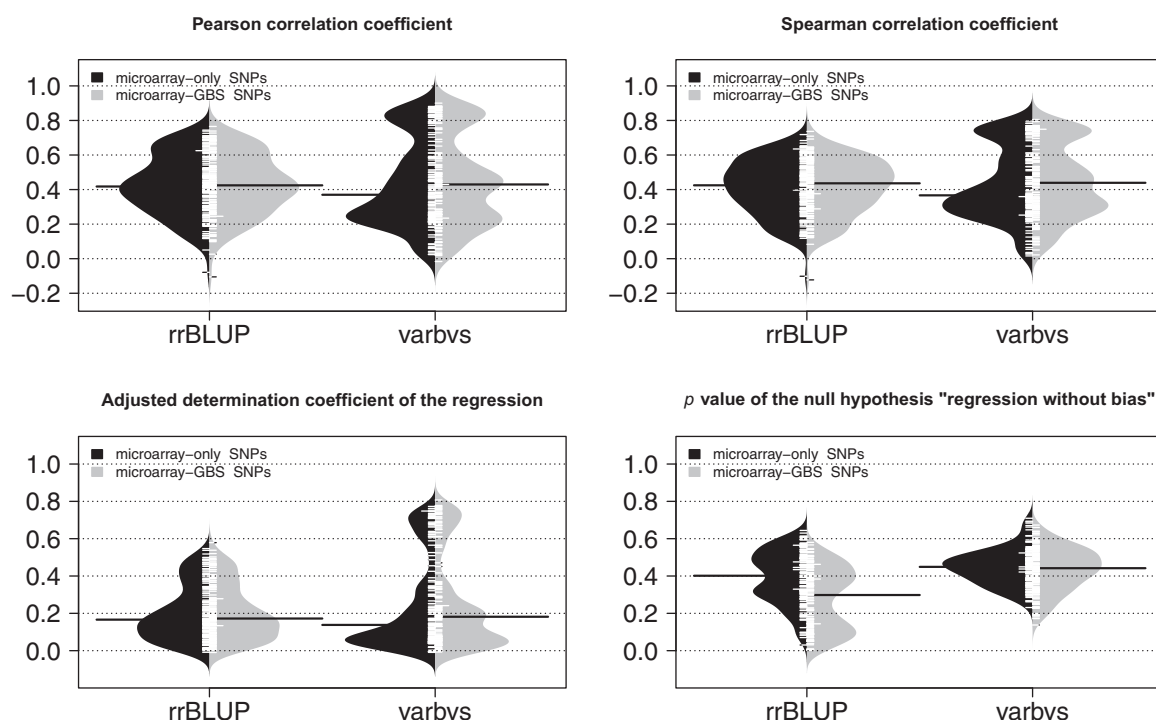 Pearson correlation coefficient
1.0
0.8
0.6
0.4
0.2
0.0
−0.2
microarray−only SNPs
microarray−GBS SNPs
rrBLUP
varbvs
Spearman correlation coefficient
1.0
0.8
0.6
0.4
0.2
0.0
−0.2
microarray−only SNPs
microarray−GBS SNPs
rrBLUP
varbvs
Adjusted determination coefficient of the regression
1.0
0.8
0.6
0.4
0.2
0.0
microarray−only SNPs
microarray−GBS SNPs
rrBLUP
varbvs
p value of the null hypothesis "regression without bias"
1.0
0.8
0.6
0.4
0.2
0.0
microarray−only SNPs
microarray−GBS SNPs
rrBLUP
varbvs